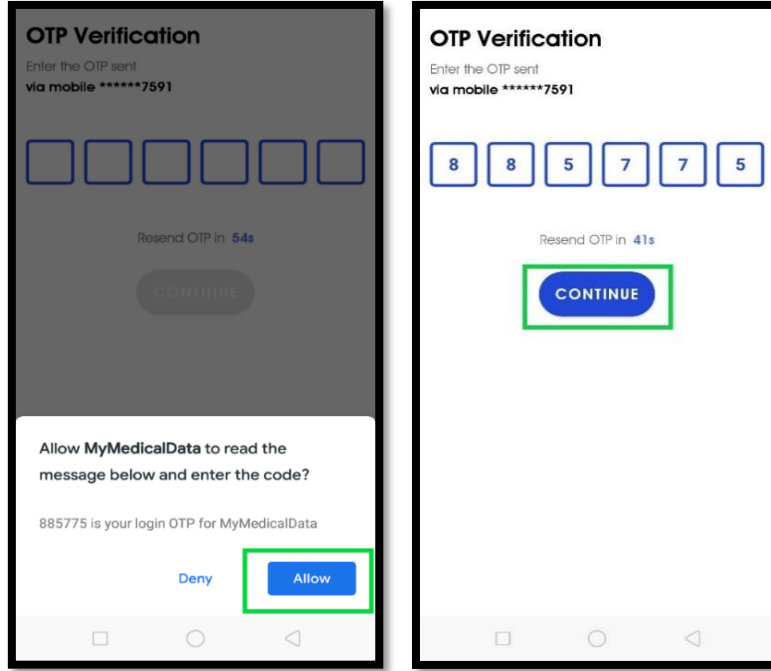 OTP Verification
Enter the OTP sent
via mobile ******7591
Resend OTP in 54s
CONTINUE
Allow MyMedicalData to read the
message below and enter the code?
885775 is your login OTP for MyMedicalData
Deny Allow
OTP Verification
Enter the OTP sent
via mobile ******7591
8 8 5 7 7 5
Resend OTP in 41s
CONTINUE